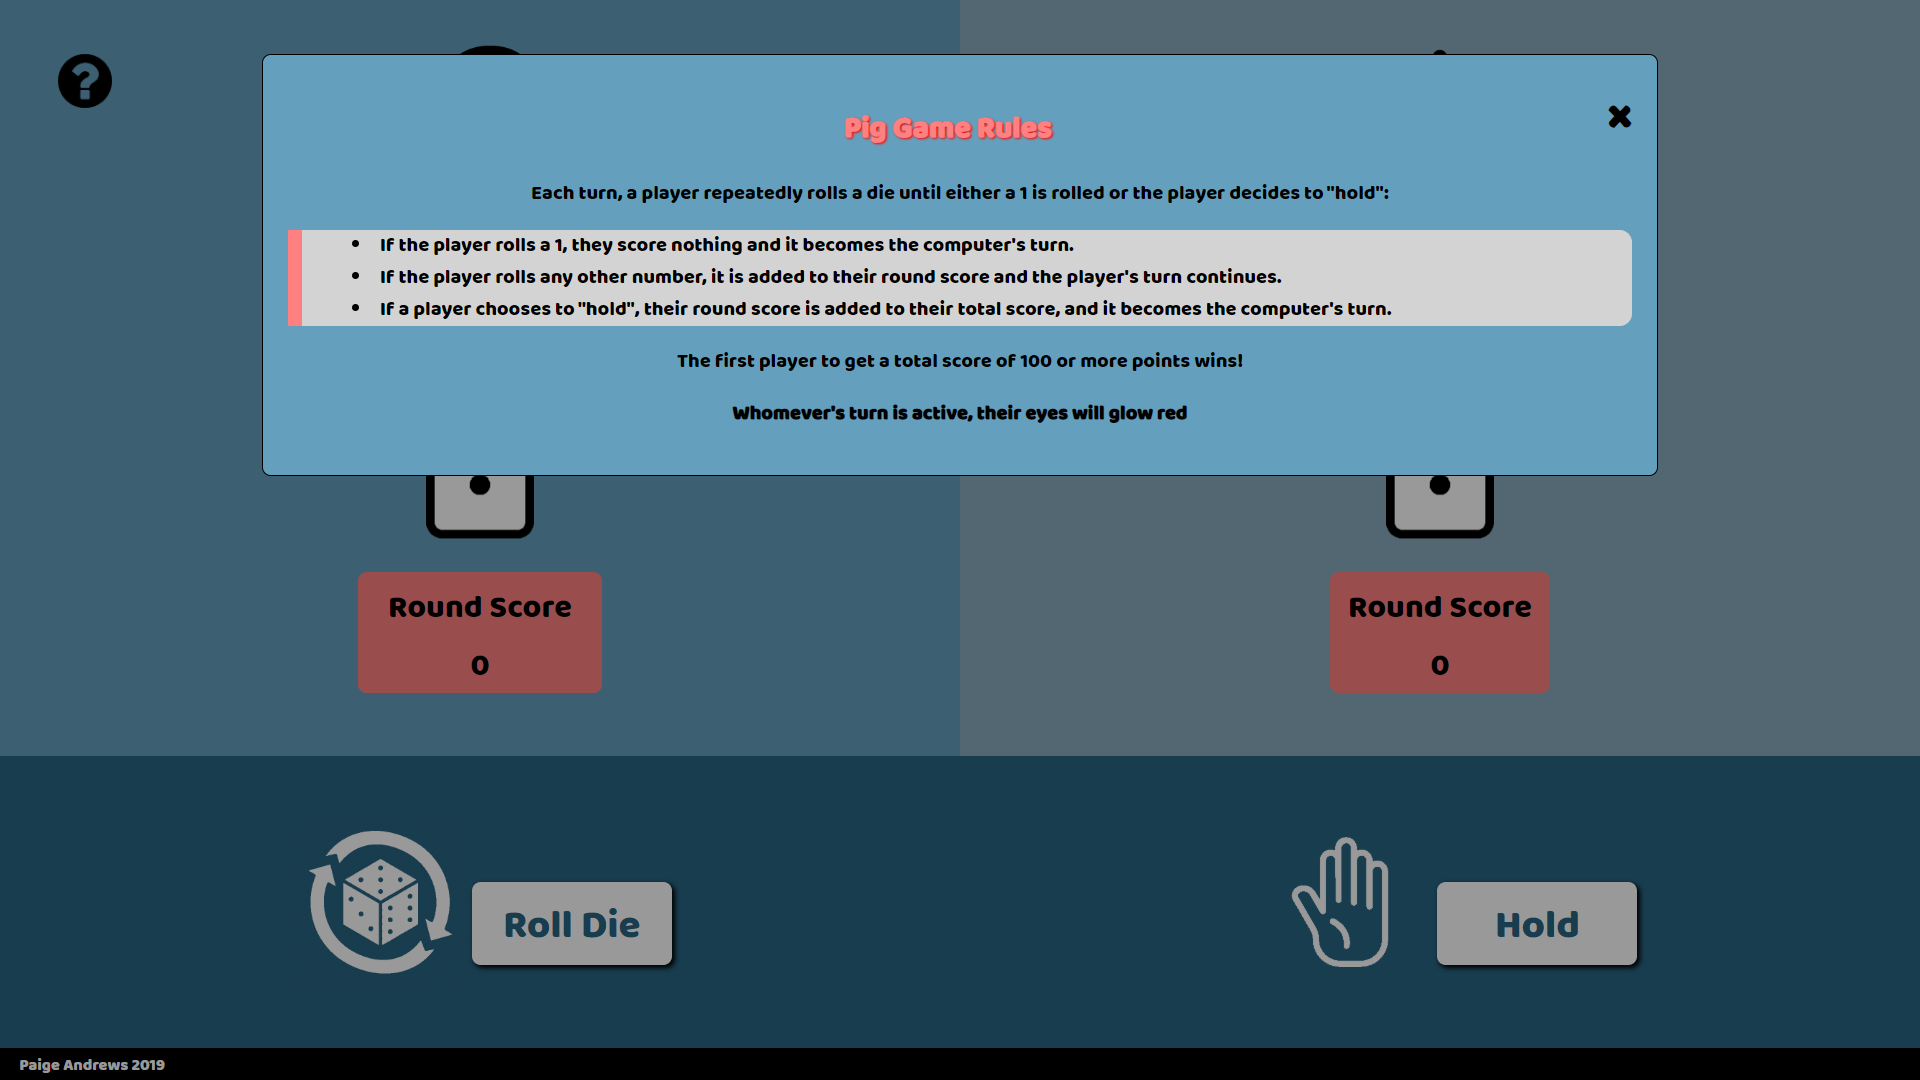 Pig Game Rules
Each turn, a player repeatedly rolls a die until either a 1 is rolled or the player decides to "hold":
If the player rolls a 1, they score nothing and it becomes the computer's turn.
If the player rolls any other number, it is added to their round score and the player's turn continues.
If a player chooses to "hold", their round score is added to their total score, and it becomes the computer's turn.
The first player to get a total score of 100 or more points wins!
Whomever's turn is active, their eyes will glow red
Round Score
0
Round Score
0
Roll Die
Hold
Paige Andrews 2019